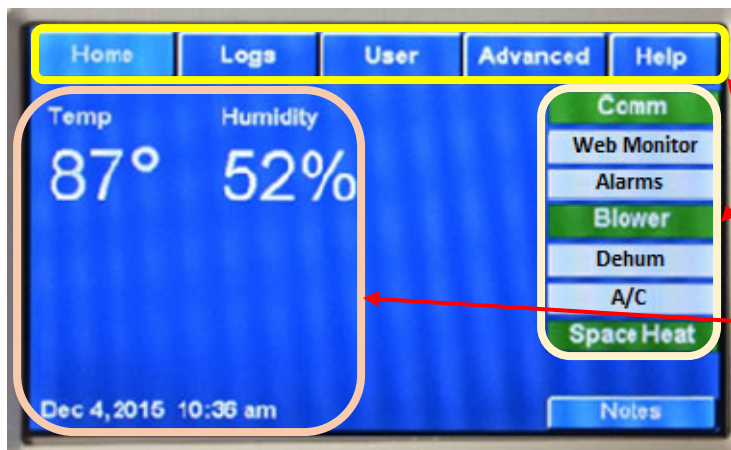 Home Logs User Advanced Help
Temp Humidity
87° 52%
Comm
Web Monitor
Alarms
Blower
Dehum
A/C
Space Heat
Dec 4, 2015 10:36 am
Notes